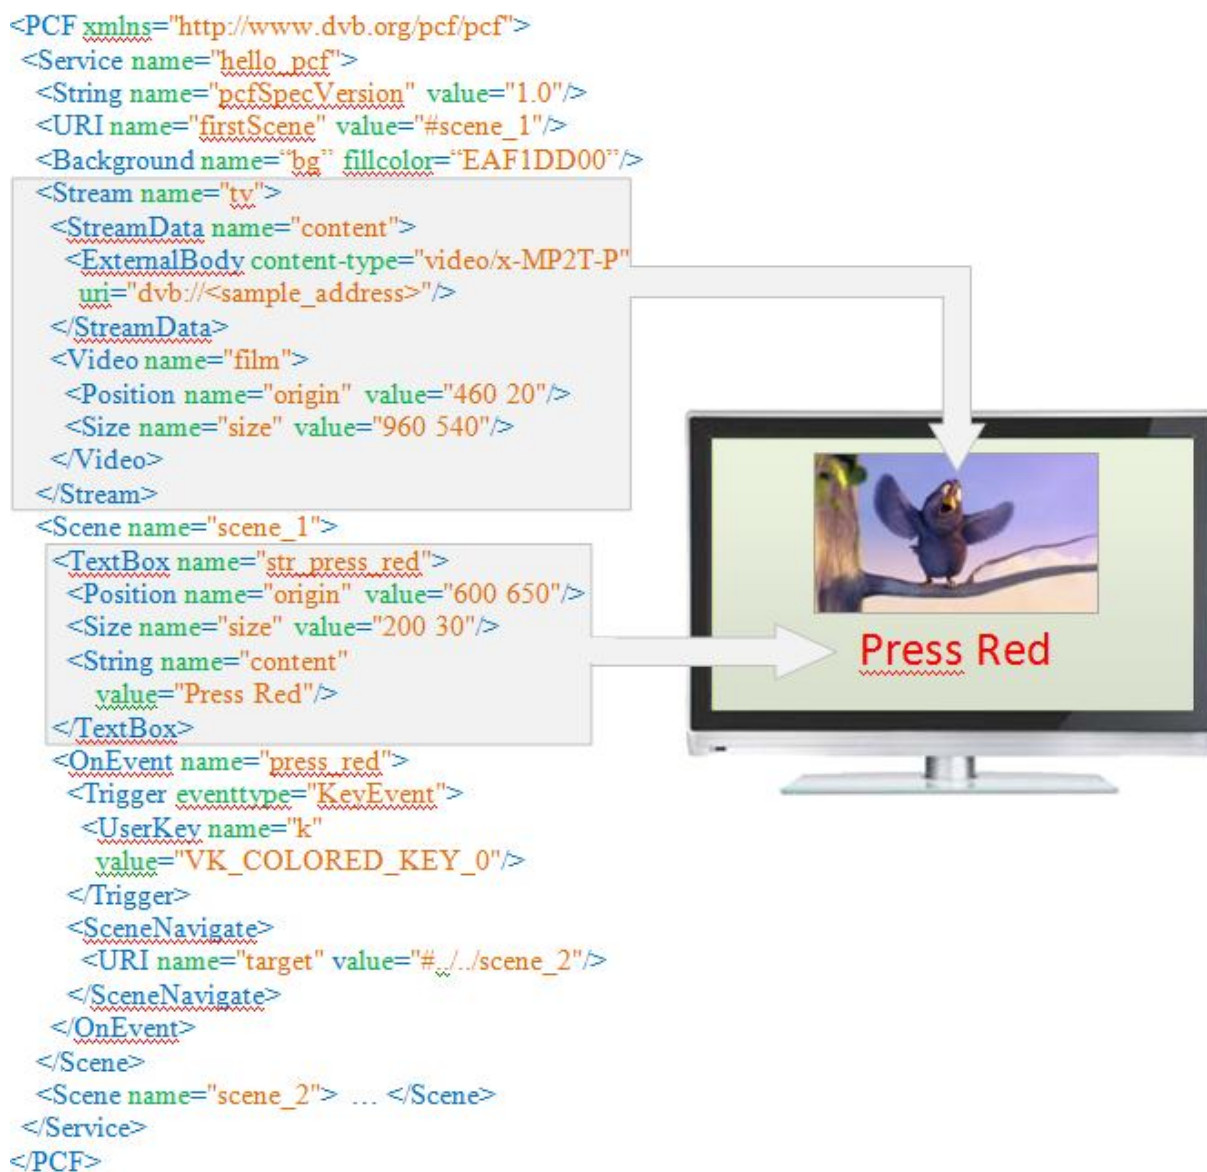 <PCF xmlns="http://www.dvb.org/pcf/pcf">
<Service name="hello_pcf">
<String name="pcfSpecVersion" value="1.0"/>
<URI name="firstScene" value="#scene_1"/>
<Background name=“bg” fillcolor=“EAF1DD00”/>
<Stream name="tv">
<StreamData name="content">
<ExternalBody content-type="video/x-MP2T-P"
uri="dvb://<sample_address>"/>
</StreamData>
<Video name="film">
<Position name="origin" value="460 20"/>
<Size name="size" value="960 540"/>
</Video>
</Stream>
<Scene name="scene_1">
<TextBox name="str_press_red">
<Position name="origin" value="600 650"/>
<Size name="size" value="200 30"/>
<String name="content"
value="Press Red"/>
</TextBox>
<OnEvent name="press_red">
<Trigger eventtype="KeyEvent">
<UserKey name="k"
value="VK_COLORED_KEY_0"/>
</Trigger>
<SceneNavigate>
<URI name="target" value="#../../scene_2"/>
</SceneNavigate>
</OnEvent>
</Scene>
<Scene name="scene_2"> … </Scene>
</Service>
</PCF>
Press Red